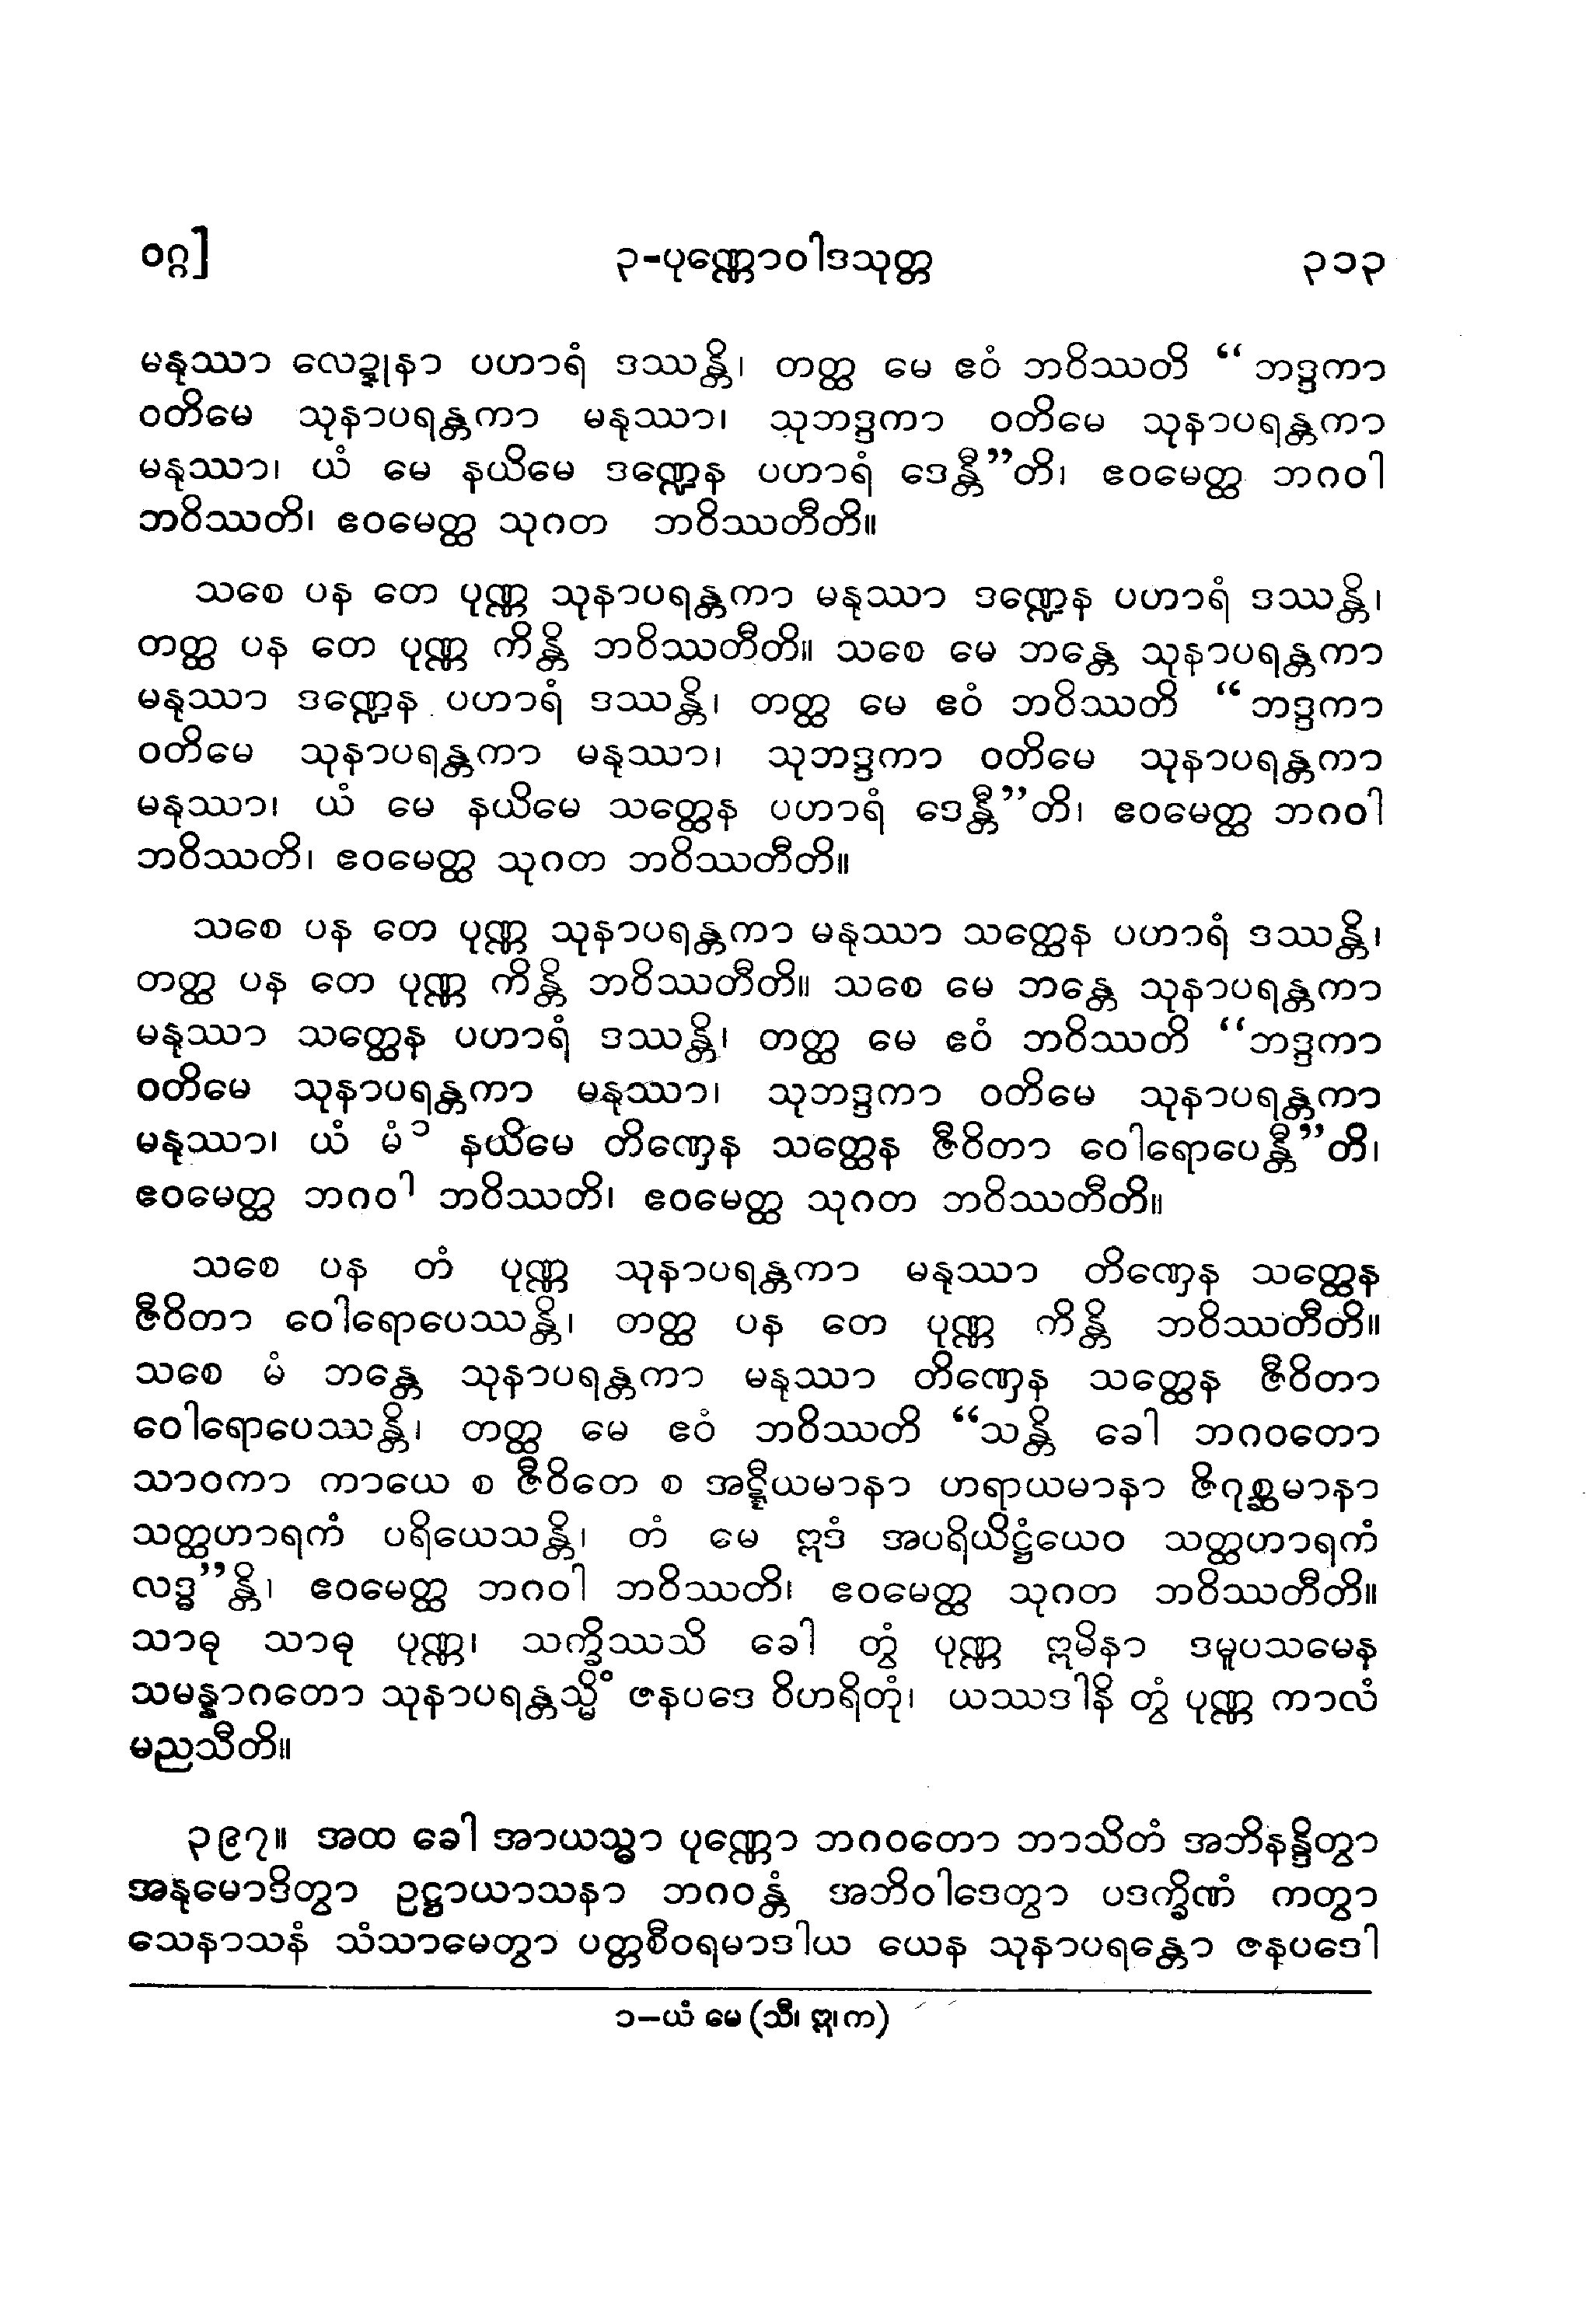 ဝဂ္ဂ] ၃-ပုဏ္ဏောဝါဒသုတ္တ ၃၁၃
မနုဿာ လေဍ္ဍုနာ ပဟာရံ ဒဿန္တိ၊ တတ္ထ မေ ဧဝံ ဘဝိဿတိ “ဘဒ္ဒကာ
ဝတိမေ သုနာပရန္တကာ မနုဿာ၊ သုဘဒ္ဒကာ ဝတိမေ သုနာပရန္တကာ
မနုဿာ၊ ယံ မေ နယိမေ ဒဏ္ဍေန ပဟာရံ ဒေန္တီ”တိ၊ ဧဝမေတ္ထ ဘဂဝါ
ဘဝိဿတိ၊ ဧဝမေတ္ထ သုဂတ ဘဝိဿတီတိ။
သစေ ပန တေ ပုဏ္ဏ သုနာပရန္တကာ မနုဿာ ဒဏ္ဍေန ပဟာရံ ဒဿန္တိ၊
တတ္ထ ပန တေ ပုဏ္ဏ ကိန္တိ ဘဝိဿတီတိ။ သစေ မေ ဘန္တေ သုနာပရန္တကာ
မနုဿာ ဒဏ္ဍေန ပဟာရံ ဒဿန္တိ၊ တတ္ထ မေ ဧဝံ ဘဝိဿတိ “ဘဒ္ဒကာ
ဝတိမေ သုနာပရန္တကာ မနုဿာ၊ သုဘဒ္ဒကာ ဝတိမေ သုနာပရန္တကာ
မနုဿာ၊ ယံ မေ နယိမေ သတ္ထေန ပဟာရံ ဒေန္တီ”တိ၊ ဧဝမေတ္ထ ဘဂဝါ
ဘဝိဿတိ၊ ဧဝမေတ္ထ သုဂတ ဘဝိဿတီတိ။
သစေ ပန တေ ပုဏ္ဏ သုနာပရန္တကာ မနုဿာ သတ္ထေန ပဟာရံ ဒဿန္တိ၊
တတ္ထ ပန တေ ပုဏ္ဏ ကိန္တိ ဘဝိဿတီတိ။ သစေ မေ ဘန္တေ သုနာပရန္တကာ
မနုဿာ သတ္ထေန ပဟာရံ ဒဿန္တိ၊ တတ္ထ မေ ဧဝံ ဘဝိဿတိ “ဘဒ္ဒကာ
ဝတိမေ သုနာပရန္တကာ မနုဿာ၊ သုဘဒ္ဒကာ ဝတိမေ သုနာပရန္တကာ
မနုဿာ၊ ယံ မံ ၁ နယိမေ တိဏှေန သတ္ထေန ဇီဝိတာ ဝေါရောပေန္တီ”တိ၊
ဧဝမေတ္ထ ဘဂဝါ ဘဝိဿတိ၊ ဧဝမေတ္ထ သုဂတ ဘဝိဿတီတိ။
သစေ ပန တံ ပုဏ္ဏ သုနာပရန္တကာ မနုဿာ တိဏှေန သတ္ထေန
ဇီဝိတာ ဝေါရောပေဿန္တိ၊ တတ္ထ ပန တေ ပုဏ္ဏ ကိန္တိ ဘဝိဿတီတိ။
သစေ မံ ဘန္တေ သုနာပရန္တကာ မနုဿာ တိဏှေန သတ္ထေန ဇီဝိတာ
ဝေါရောပေဿန္တိ၊ တတ္ထ မေ ဧဝံ ဘဝိဿတိ “သန္တိ ခေါ ဘဂဝတော
သာဝကာ ကာယေ စ ဇီဝိတေ စ အဋ္ဋီယမာနာ ဟရာယမာနာ ဇိဂုစ္ဆမာနာ
သတ္ထဟာရကံ ပရိယေသန္တိ၊ တံ မေ ဣဒံ အပရိယိဋ္ဌံယေဝ သတ္ထဟာရကံ
လဒ္ဓ”န္တိ၊ ဧဝမေတ္ထ ဘဂဝါ ဘဝိဿတိ၊ ဧဝမေတ္ထ သုဂတ ဘဝိဿတီတိ။
သာဓု သာဓု ပုဏ္ဏ၊ သက္ခိဿသိ ခေါ တွံ ပုဏ္ဏ ဣမိနာ ဒမူပသမေန
သမန္နာဂတော သုနာပရန္တသ္မိံ ဇနပဒေ ဝိဟရိတုံ၊ ယဿဒါနိ တွံ ပုဏ္ဏ ကာလံ
မညသီတိ။
၃၉၇။ အထ ခေါ အာယသ္မာ ပုဏ္ဏော ဘဂဝတော ဘာသိတံ အဘိနန္ဒိတွာ
အနုမောဒိတွာ ဥဋ္ဌာယာသနာ ဘဂဝန္တံ အဘိဝါဒေတွာ ပဒက္ခိဏံ ကတွာ
သေနာသနံ သံသာမေတွာ ပတ္တစီဝရမာဒါယ ယေန သုနာပရန္တော ဇနပဒေါ
၁–ယံ မေ (သီ၊ ဣ၊ က)